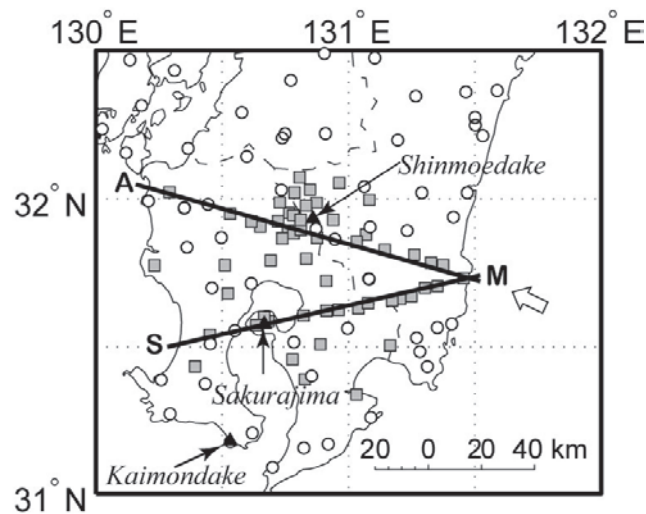 130°E 131°E 132°E
A
Shinmoedake
32°N
M
S
Sakurajima
Kaimondake
20 0 20 40 km
31°N